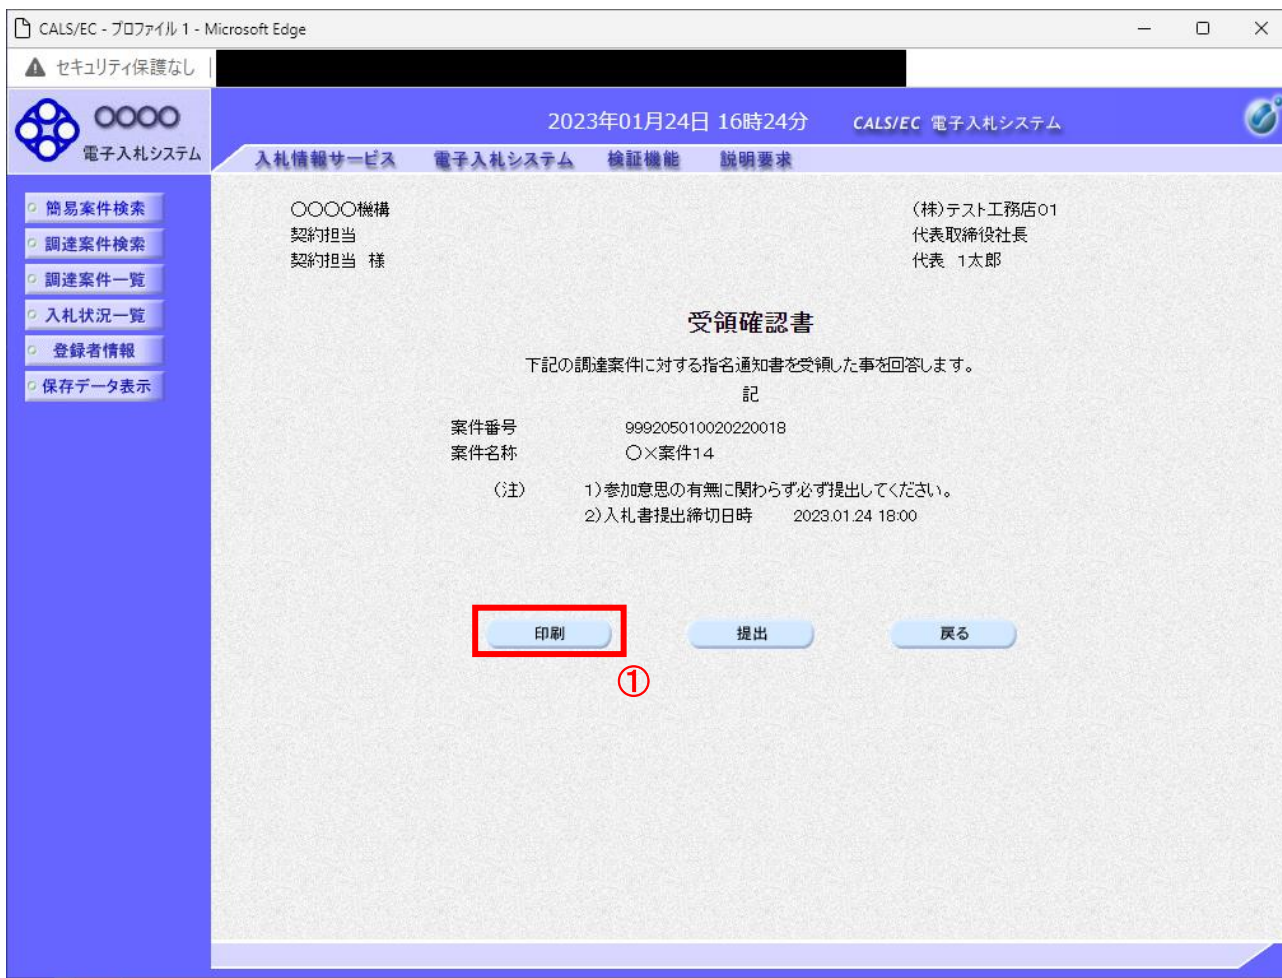 CALS/EC - プロファイル 1 - Microsoft Edge
セキュリティ保護なし
〇〇〇〇
電子入札システム
2023年01月24日 16時24分
CALS/EC 電子入札システム
入札情報サービス 電子入札システム 検証機能 説明要求
簡易案件検索
調達案件検索
調達案件一覧
入札状況一覧
登録者情報
保存データ表示
〇〇〇〇機構
契約担当
契約担当 様
(株)テスト工務店01
代表取締役社長
代表 1太郎
受領確認書
下記の調達案件に対する指名通知書を受領した事を回答します。
記
案件番号 999205010020220018
案件名称 〇×案件14
(注) 1)参加意思の有無に関わらず必ず提出してください。
2)入札書提出締切日時 2023.01.24 18:00
印刷 提出 戻る
①